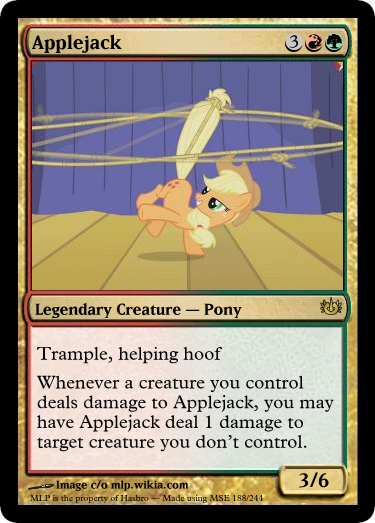 Applejack 3
Legendary Creature — Pony
Trample, helping hoof
Whenever a creature you control
deals damage to Applejack, you may
have Applejack deal 1 damage to
target creature you don't control.
3/6
Image c/o mlp.wikia.com
MLP is the property of Hasbro — Made using MSE 188/244